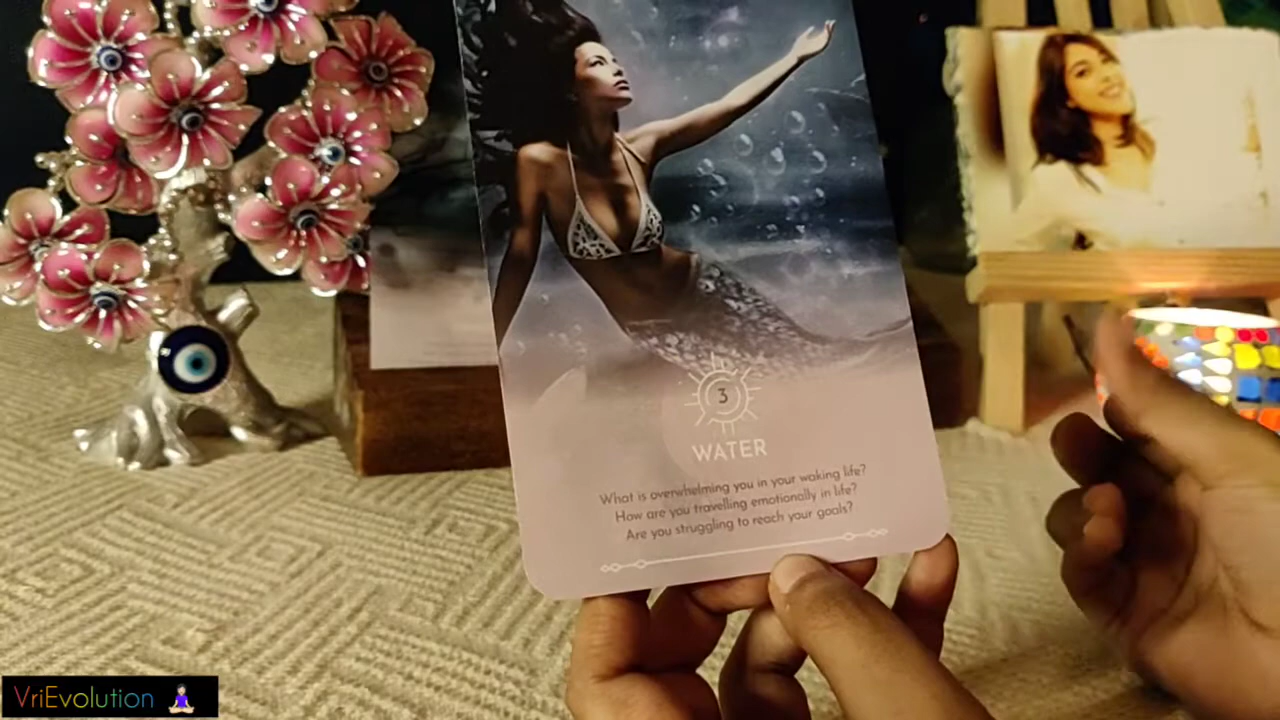 3
WATER
What is overwhelming you in your waking life?
How are you travelling emotionally in life?
Are you struggling to reach your goals?
VriEvolution